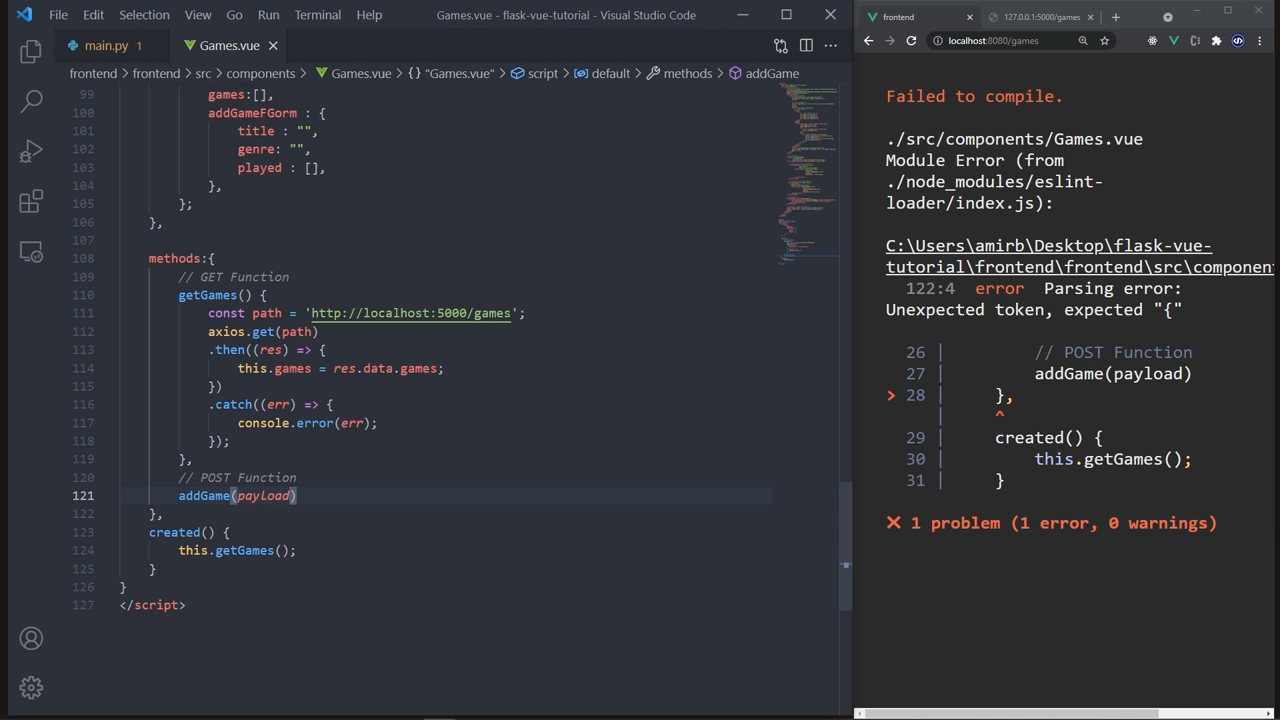 File Edit Selection View Go Run Terminal Help Games.vue - flask-vue-tutorial - Visual Studio Code
main.py 1 Games.vue
frontend > frontend > src > components > Games.vue > {} "Games.vue" > script > default > methods > addGame
99 games:[],
100 addGameFGorm : {
101 title : "",
102 genre: "",
103 played : [],
104 },
105 };
106 },
107
108 methods:{
109 // GET Function
110 getGames() {
111 const path = 'http://localhost:5000/games';
112 axios.get(path)
113 .then((res) => {
114 this.games = res.data.games;
115 })
116 .catch((err) => {
117 console.error(err);
118 });
119 },
120 // POST Function
121 addGame(payload)
122 },
123 created() {
124 this.getGames();
125 }
126 }
127 </script>
frontend 127.0.0.1:5000/games
localhost:8080/games
Failed to compile.
./src/components/Games.vue
Module Error (from
./node_modules/eslint-
loader/index.js):
C:\Users\amirb\Desktop\flask-vue-
tutorial\frontend\frontend\src\component
122:4 error Parsing error:
Unexpected token, expected "{"
26 | // POST Function
27 | addGame(payload)
> 28 | },
| ^
29 | created() {
30 | this.getGames();
31 | }
✕ 1 problem (1 error, 0 warnings)